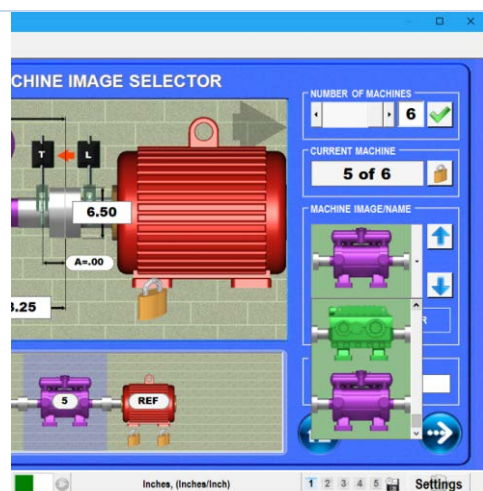 CHINE IMAGE SELECTOR
NUMBER OF MACHINES
6
CURRENT MACHINE
5 of 6
MACHINE IMAGE/NAME
T
L
6.50
A=.00
3.25
R
5
REF
Inches, (Inches/Inch)
1 2 3 4 5
Settings